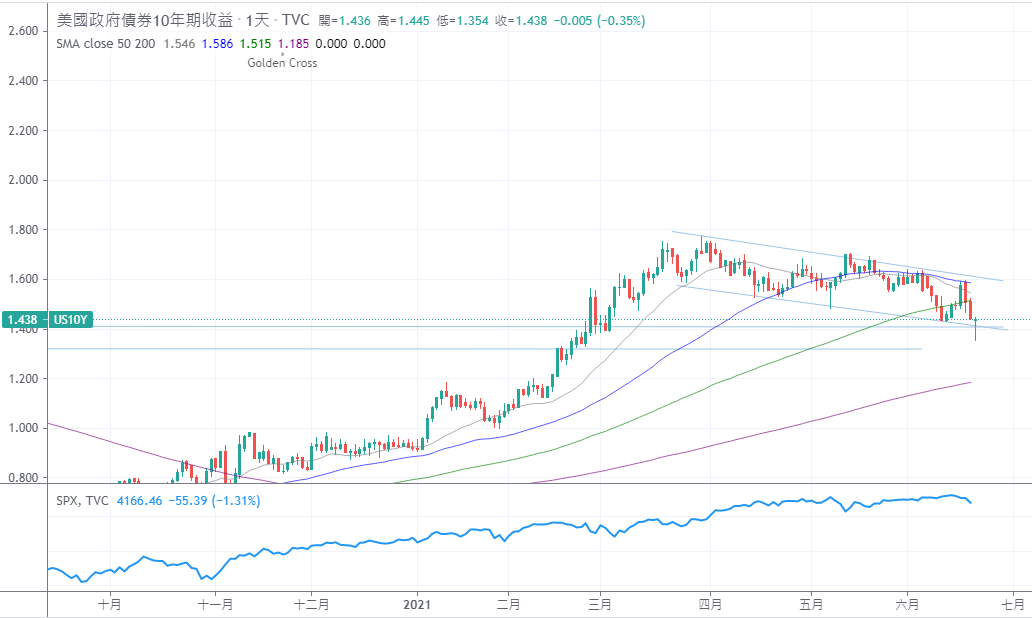 美國政府債券10年期收益 · 1天 · TVC 開=1.436 高=1.445 低=1.354 收=1.438 −0.005 (−0.35%)
SMA close 50 200 1.546 1.586 1.515 1.185 0.000 0.000
Golden Cross
2.600
2.400
2.200
2.000
1.800
1.600
1.438 US10Y
1.400
1.200
1.000
0.800
SPX, TVC 4166.46 −55.39 (−1.31%)
十月 十一月 十二月 2021 二月 三月 四月 五月 六月 七月